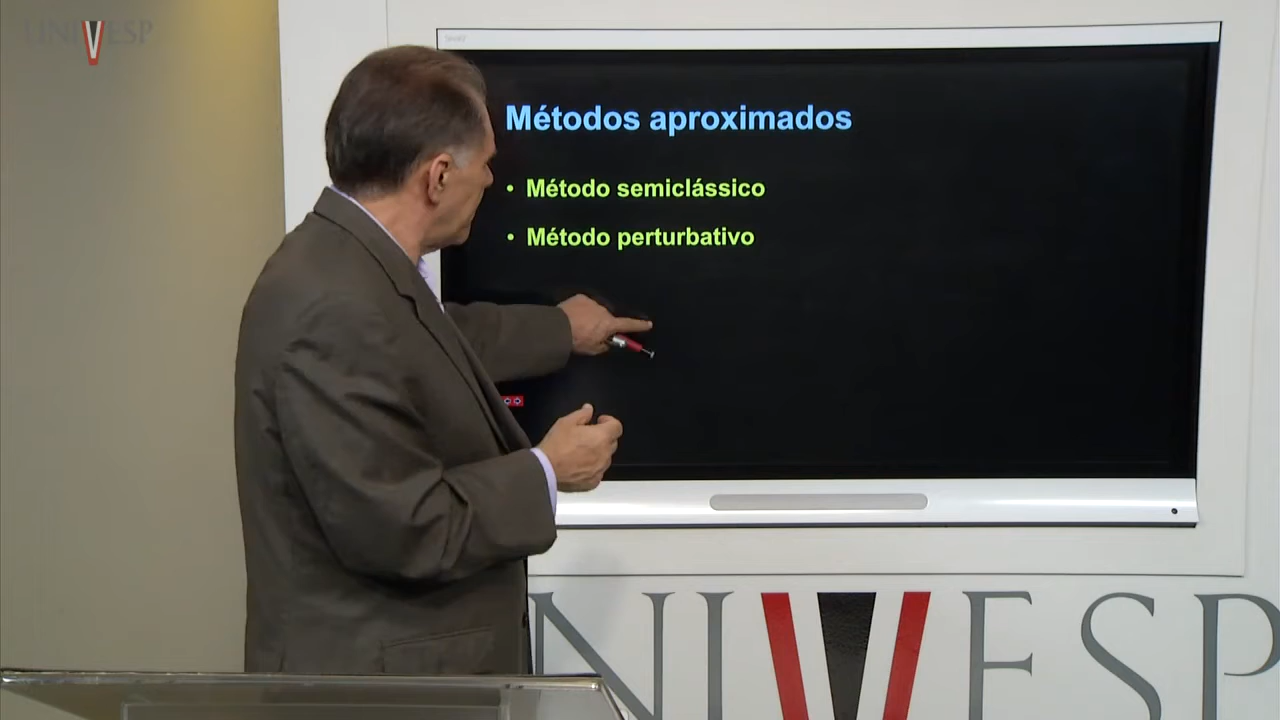 UNIVESP
Métodos aproximados
• Método semiclássico
• Método perturbativo
UNIVESP